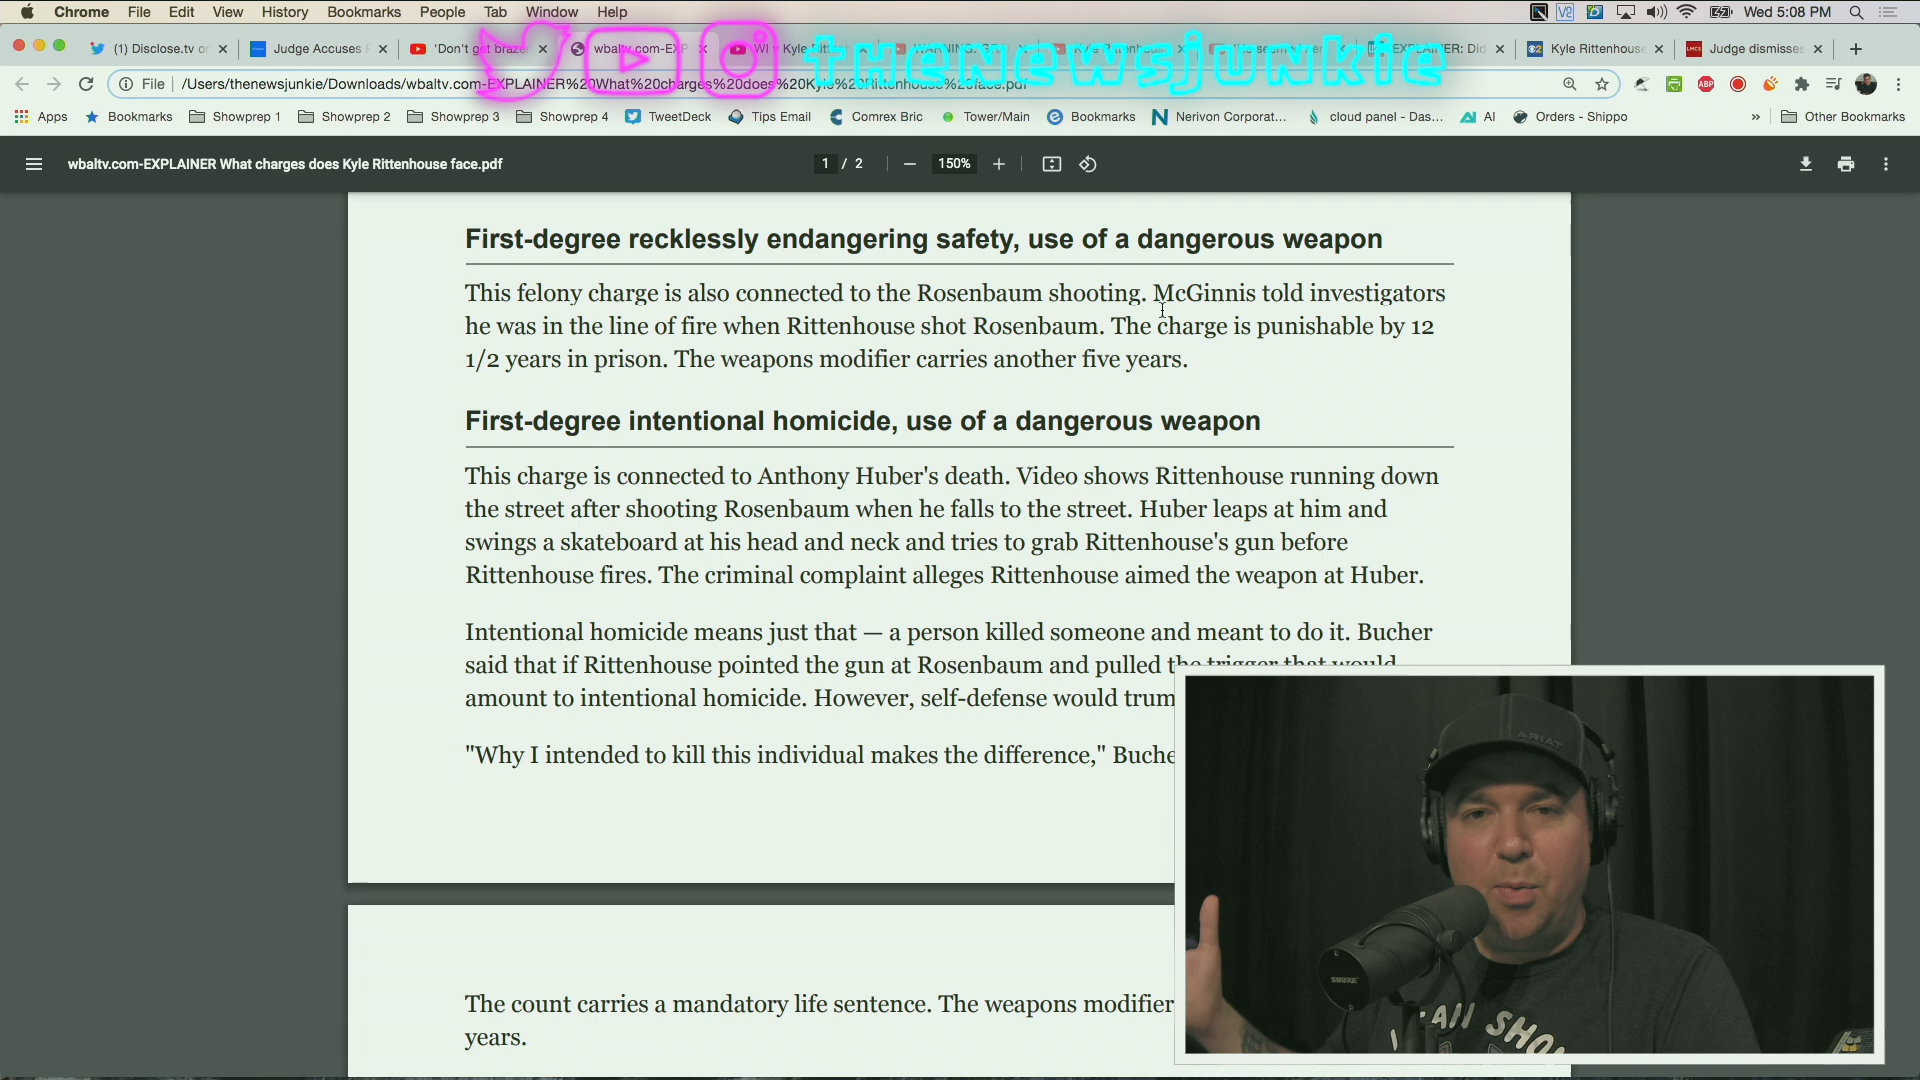 Chrome File Edit View History Bookmarks People Tab Window Help Wed 5:08 PM
(1) Disclose.tv Judge Accuses 'Don't get braze wbaltv.com-EXP WI v Kyle Ritt WARNING: Kyle Rittenhouse EXPLAINER: Did Kyle Rittenhouse Judge dismisses
thenewsjunkie
File /Users/thenewsjunkie/Downloads/wbaltv.com-EXPLAINER%20What%20charges%20does%20Kyle%20Rittenhouse%20face.pdf
Apps Bookmarks Showprep 1 Showprep 2 Showprep 3 Showprep 4 TweetDeck Tips Email Comrex Bric Tower/Main Bookmarks Nerivon Corporat... cloud panel - Das... AI Orders - Shippo » Other Bookmarks
wbaltv.com-EXPLAINER What charges does Kyle Rittenhouse face.pdf 1 / 2 150%
First-degree recklessly endangering safety, use of a dangerous weapon
This felony charge is also connected to the Rosenbaum shooting. McGinnis told investigators
he was in the line of fire when Rittenhouse shot Rosenbaum. The charge is punishable by 12
1/2 years in prison. The weapons modifier carries another five years.
First-degree intentional homicide, use of a dangerous weapon
This charge is connected to Anthony Huber's death. Video shows Rittenhouse running down
the street after shooting Rosenbaum when he falls to the street. Huber leaps at him and
swings a skateboard at his head and neck and tries to grab Rittenhouse's gun before
Rittenhouse fires. The criminal complaint alleges Rittenhouse aimed the weapon at Huber.
Intentional homicide means just that — a person killed someone and meant to do it. Bucher
said that if Rittenhouse pointed the gun at Rosenbaum and pulled the trigger that would
amount to intentional homicide. However, self-defense would trum
"Why I intended to kill this individual makes the difference," Buche
The count carries a mandatory life sentence. The weapons modifier
years.
ARIAT
SHURE